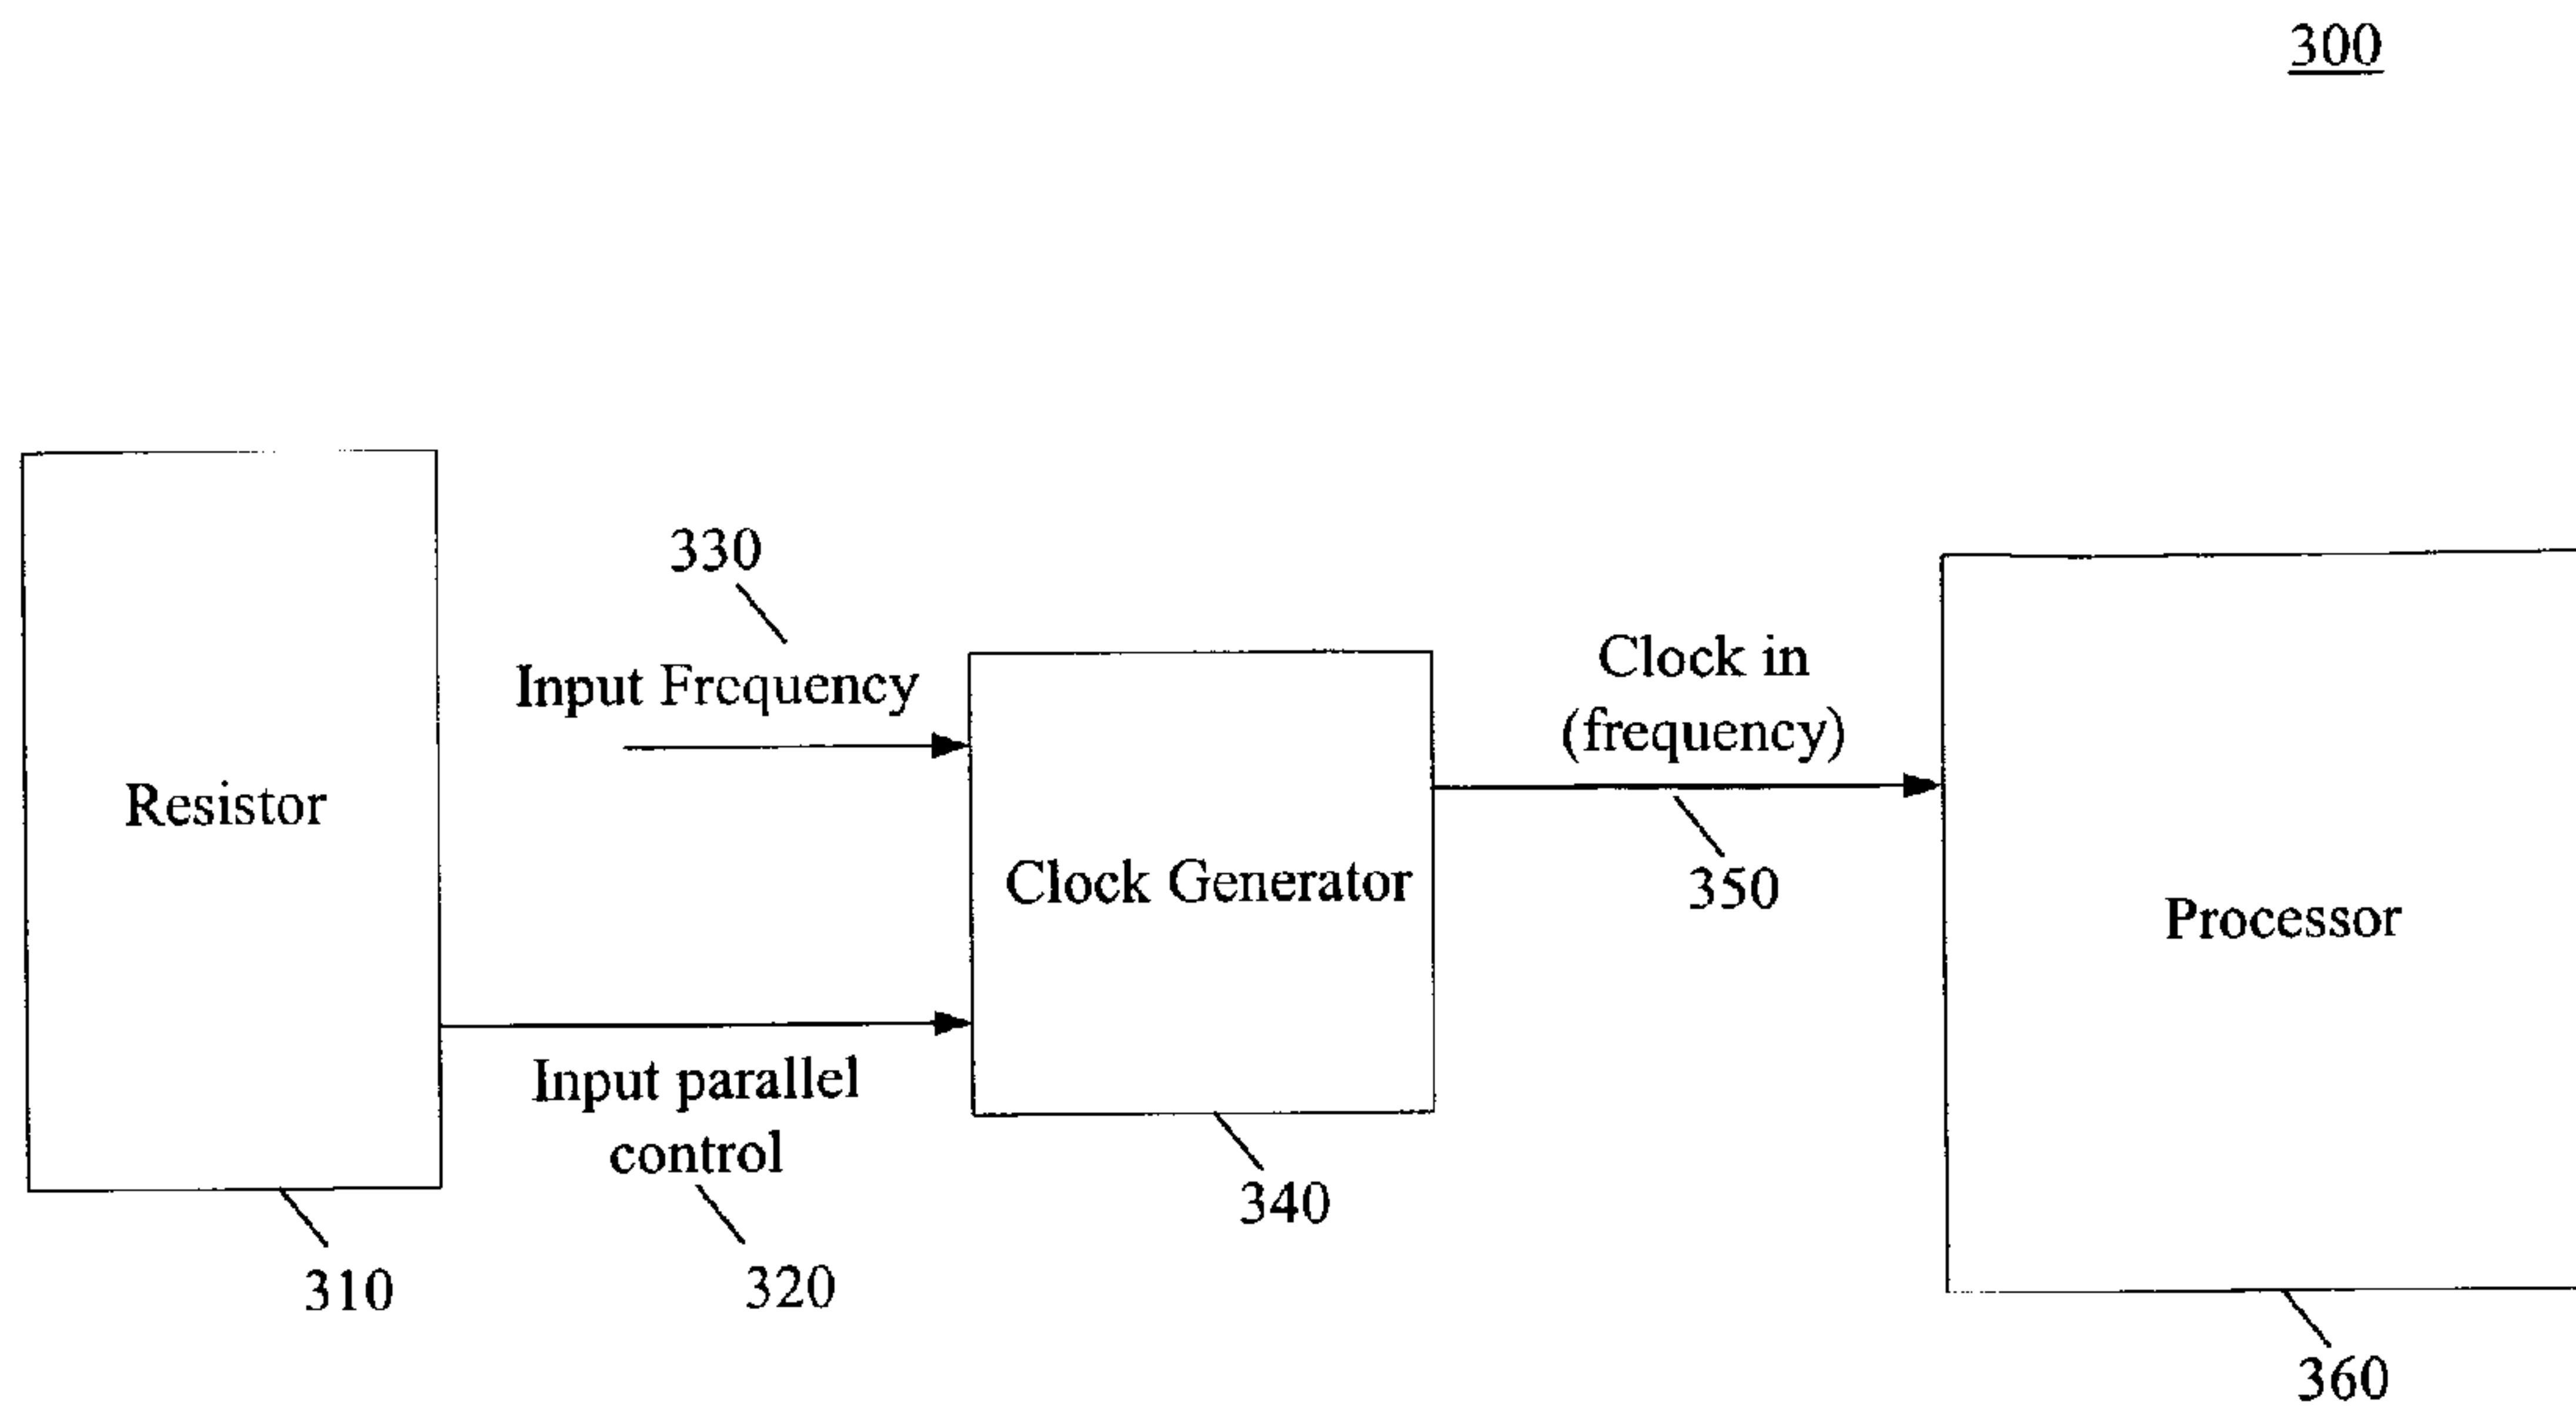 300
330
Input Frequency
Clock in
(frequency)
Resistor
Clock Generator
350
Processor
Input parallel
control
340
310
320
360